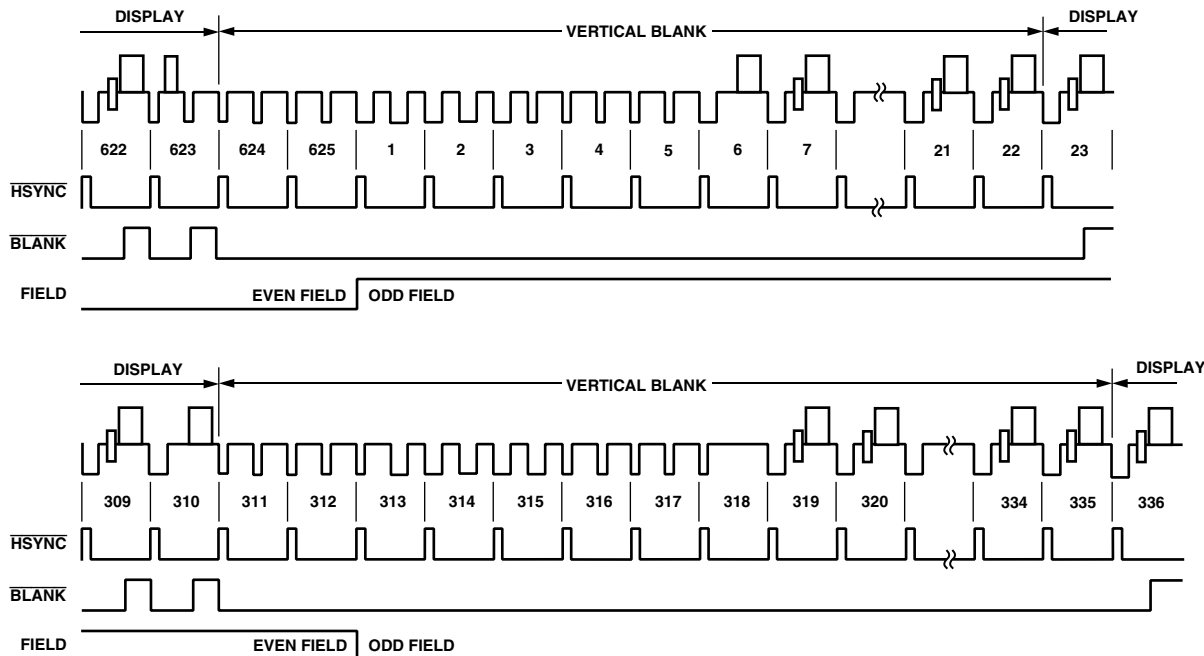 DISPLAY VERTICAL BLANK DISPLAY
622 623 624 625 1 2 3 4 5 6 7 21 22 23
HSYNC
BLANK
FIELD EVEN FIELD ODD FIELD
DISPLAY VERTICAL BLANK DISPLAY
309 310 311 312 313 314 315 316 317 318 319 320 334 335 336
HSYNC
BLANK
FIELD EVEN FIELD ODD FIELD